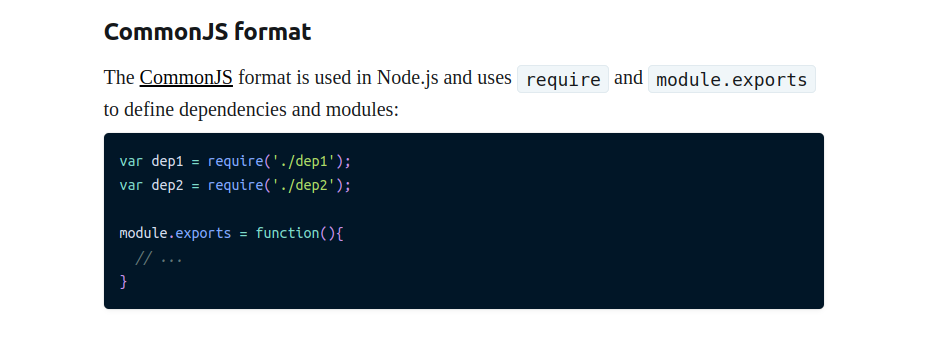 CommonJS format
The CommonJS format is used in Node.js and uses require and module.exports
to define dependencies and modules:
var dep1 = require('./dep1');
var dep2 = require('./dep2');
module.exports = function(){
// ...
}